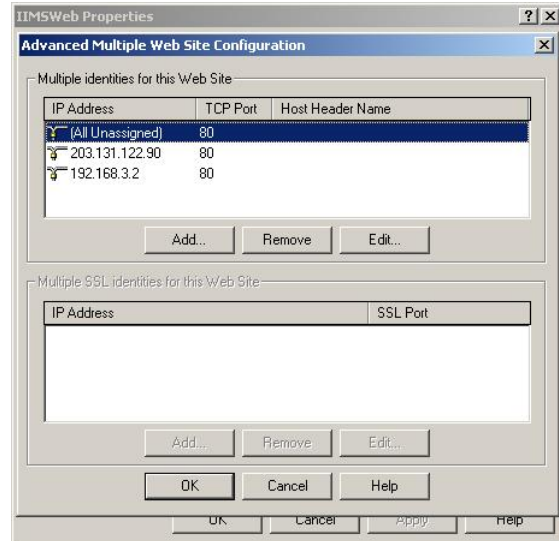 IIMSWeb Properties
Advanced Multiple Web Site Configuration
Multiple identities for this Web Site
IP Address TCP Port Host Header Name
(All Unassigned) 80
203.131.122.90 80
192.168.3.2 80
Add... Remove Edit...
Multiple SSL identities for this Web Site
IP Address SSL Port
Add... Remove Edit...
OK Cancel Help
OK Cancel Apply Help